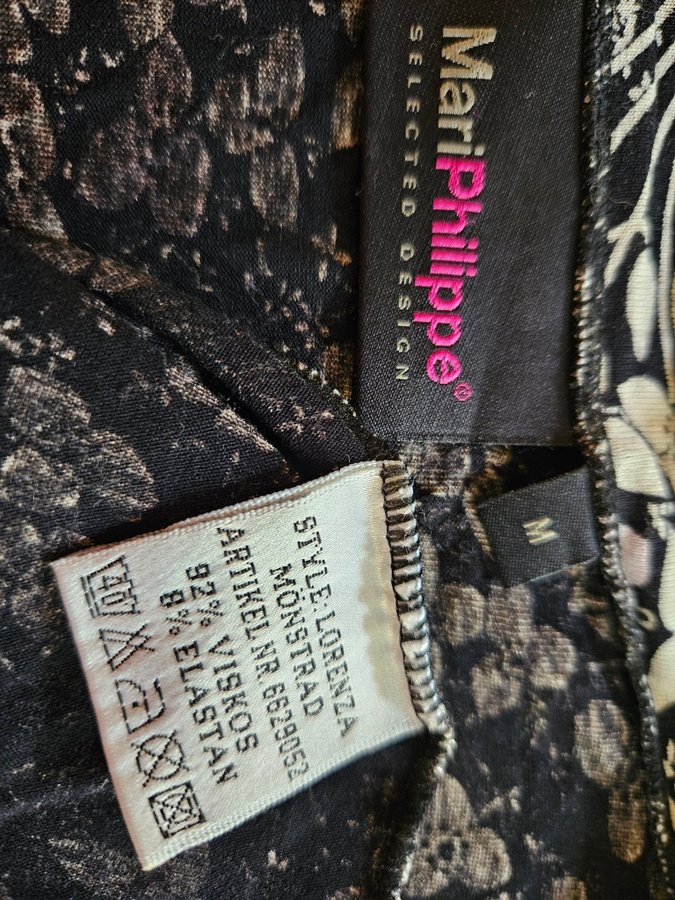 MariPhilippe®
SELECTED DESIGN
M
STYLE: LORENZA
MÖNSTRAD
ARTIKEL NR 6629052
92% VISKOS
8% ELASTAN
40